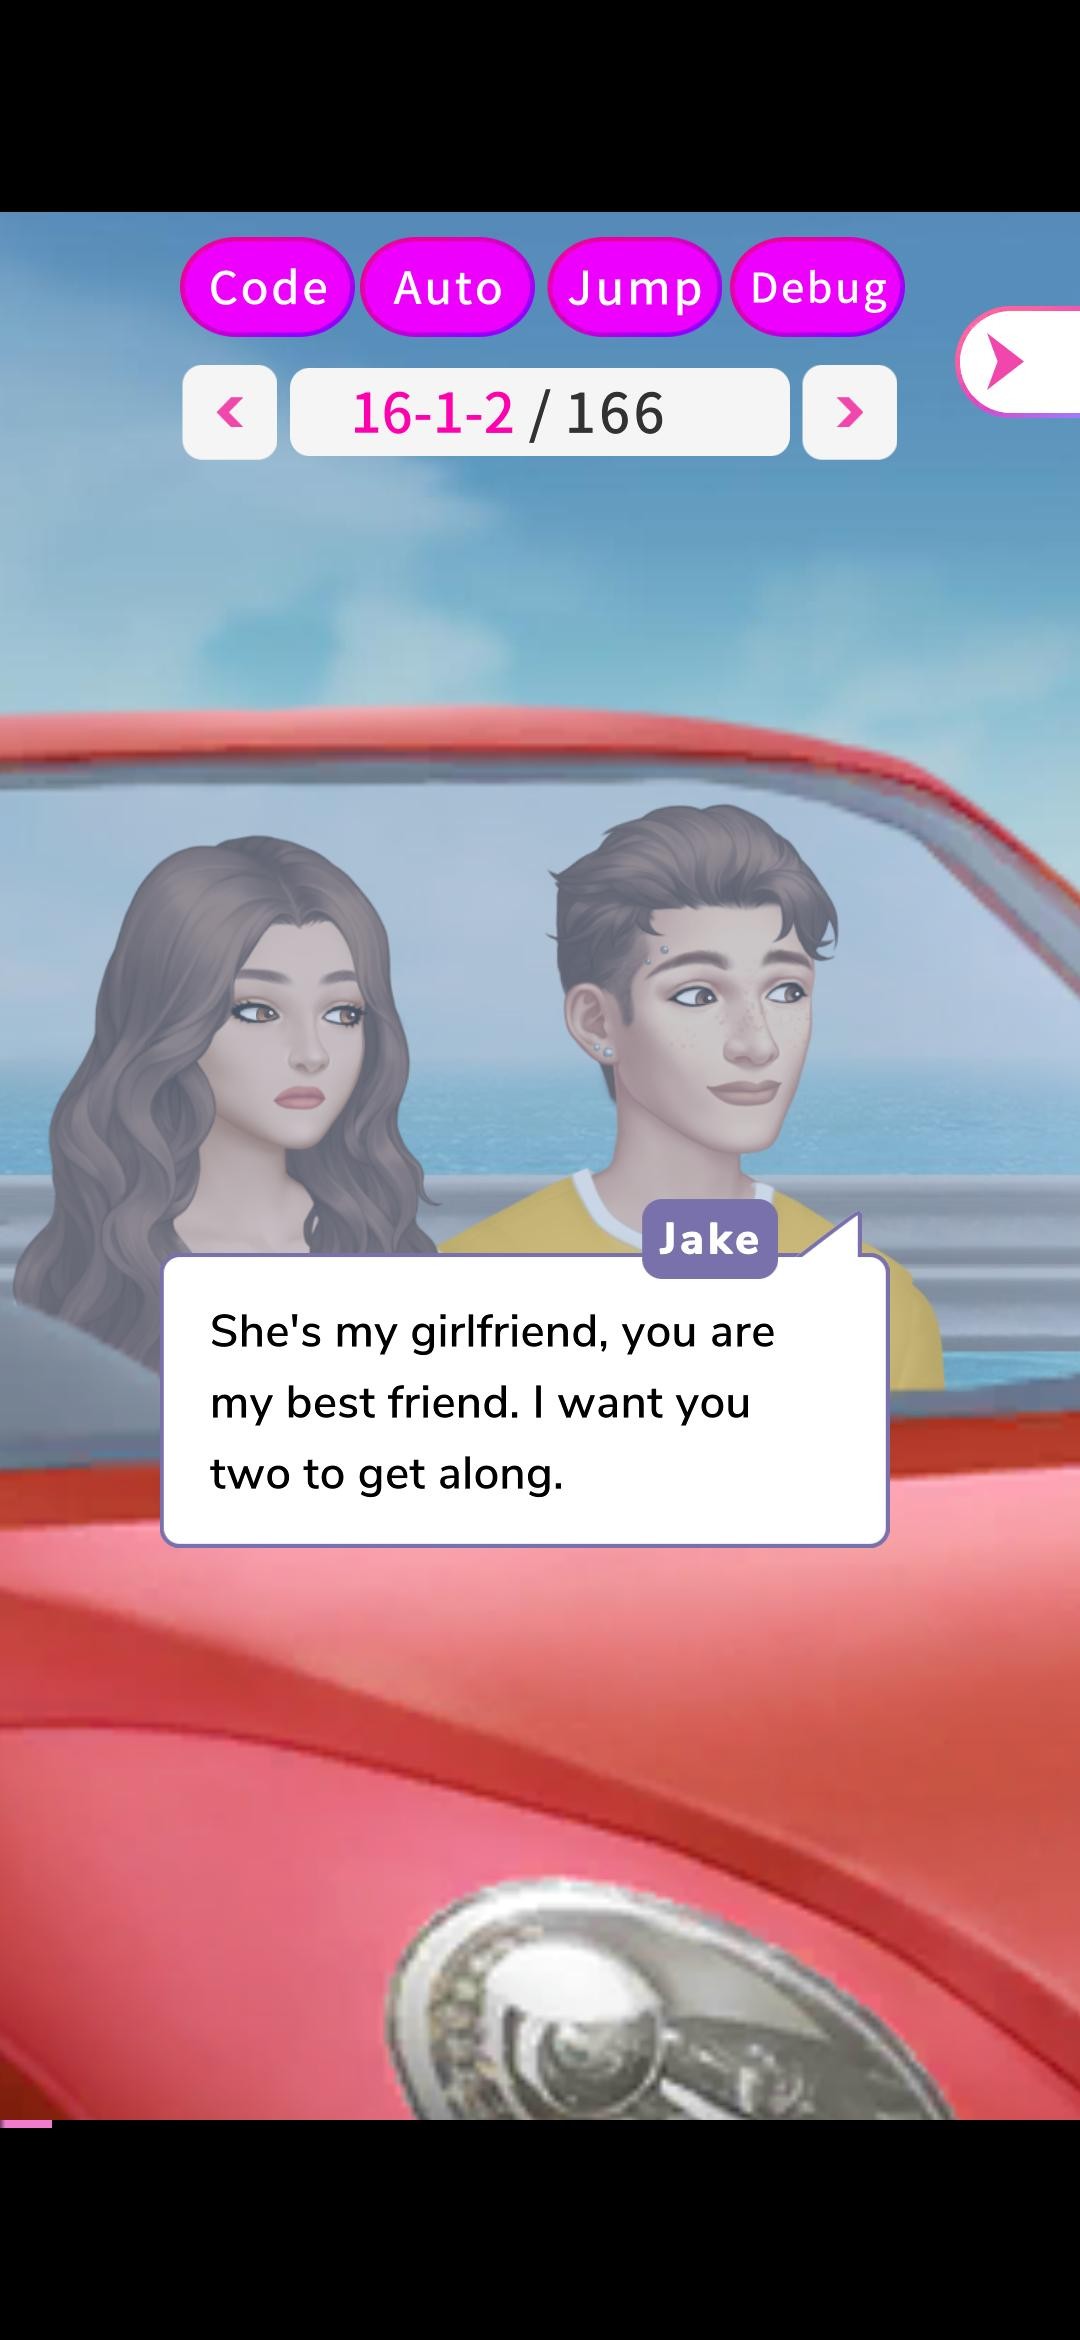 Code Auto Jump Debug
16-1-2 / 166
Jake
She's my girlfriend, you are
my best friend. I want you
two to get along.